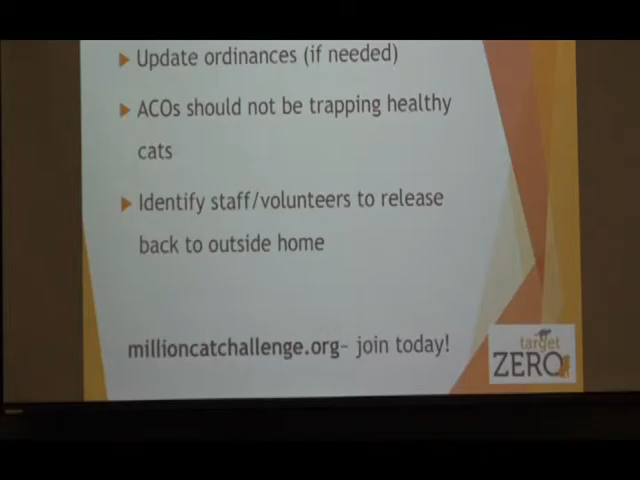 Update ordinances (if needed)
ACOs should not be trapping healthy
cats
Identify staff/volunteers to release
back to outside home
millioncatchallenge.org– join today!
target
ZERO